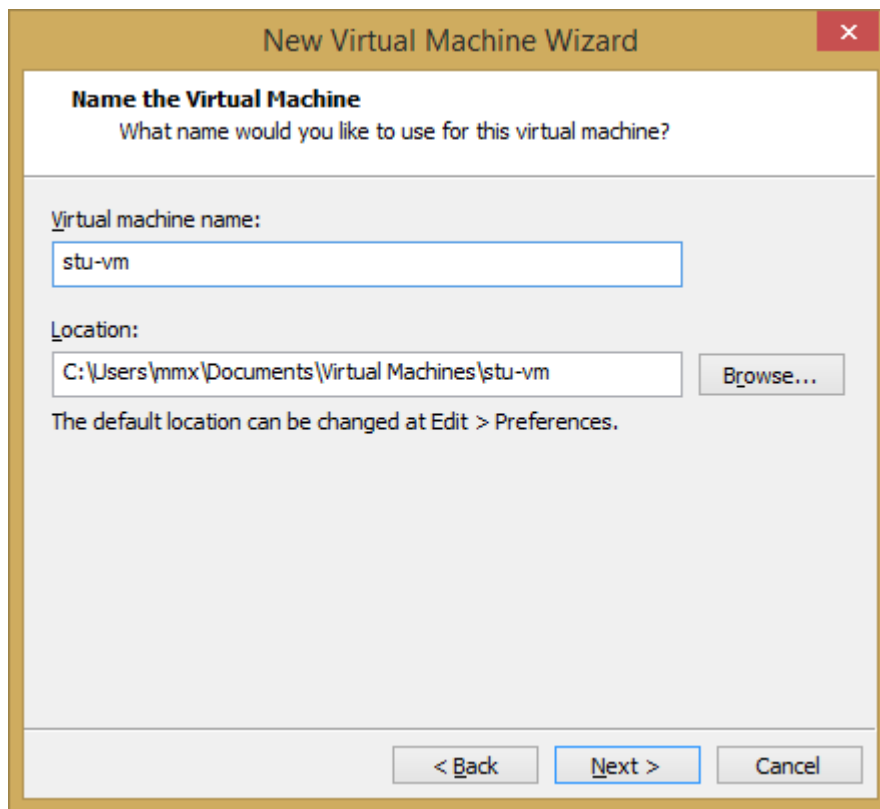 New Virtual Machine Wizard
Name the Virtual Machine
What name would you like to use for this virtual machine?
Virtual machine name:
stu-vm
Location:
C:\Users\mmx\Documents\Virtual Machines\stu-vm
Browse...
The default location can be changed at Edit > Preferences.
< Back Next > Cancel